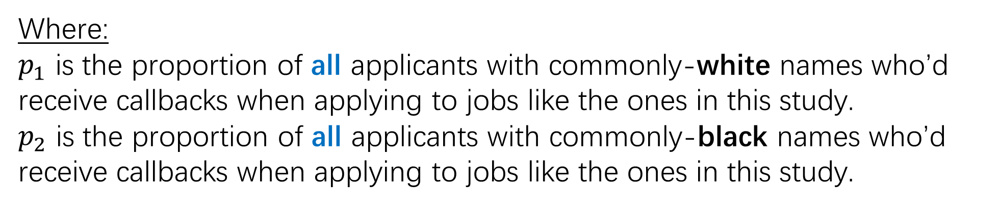 Where:
p₁ is the proportion of all applicants with commonly-white names who’d
receive callbacks when applying to jobs like the ones in this study.
p₂ is the proportion of all applicants with commonly-black names who’d
receive callbacks when applying to jobs like the ones in this study.